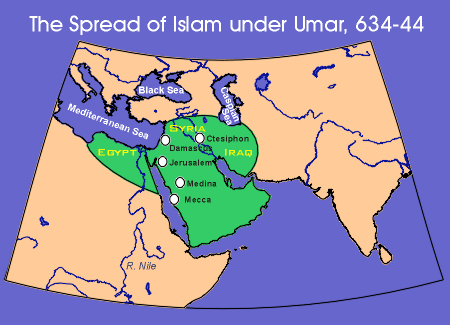 The Spread of Islam under Umar, 634-44
Black Sea
Caspian Sea
Mediterranean Sea
Syria
Ctesiphon
Damascus
Egypt
Iraq
Jerusalem
Medina
Mecca
R. Nile